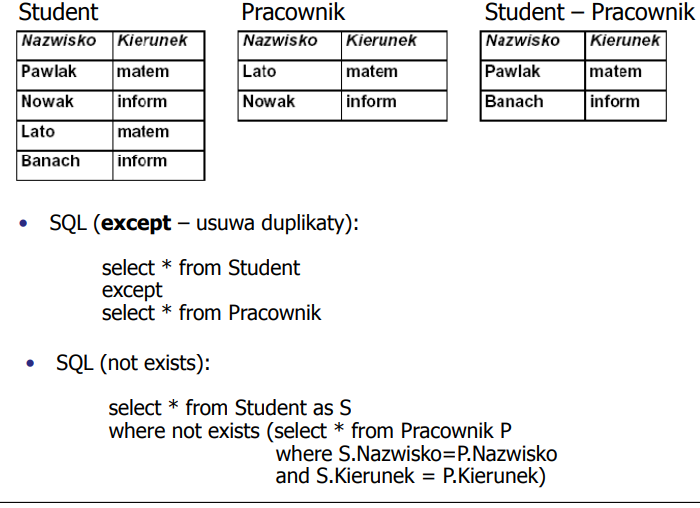 Student Pracownik Student – Pracownik
Nazwisko Kierunek Nazwisko Kierunek Nazwisko Kierunek
Pawlak matem Lato matem Pawlak matem
Nowak inform Nowak inform Banach inform
Lato matem
Banach inform
• SQL (except – usuwa duplikaty):
select * from Student
except
select * from Pracownik
• SQL (not exists):
select * from Student as S
where not exists (select * from Pracownik P
where S.Nazwisko=P.Nazwisko
and S.Kierunek = P.Kierunek)